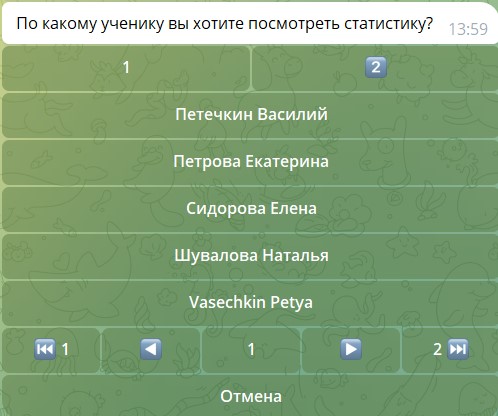 По какому ученику вы хотите посмотреть статистику? 13:59
1 2️⃣
Петечкин Василий
Петрова Екатерина
Сидорова Елена
Шувалова Наталья
Vasechkin Petya
⏮ 1 ◀ 1 ▶ 2 ⏭
Отмена